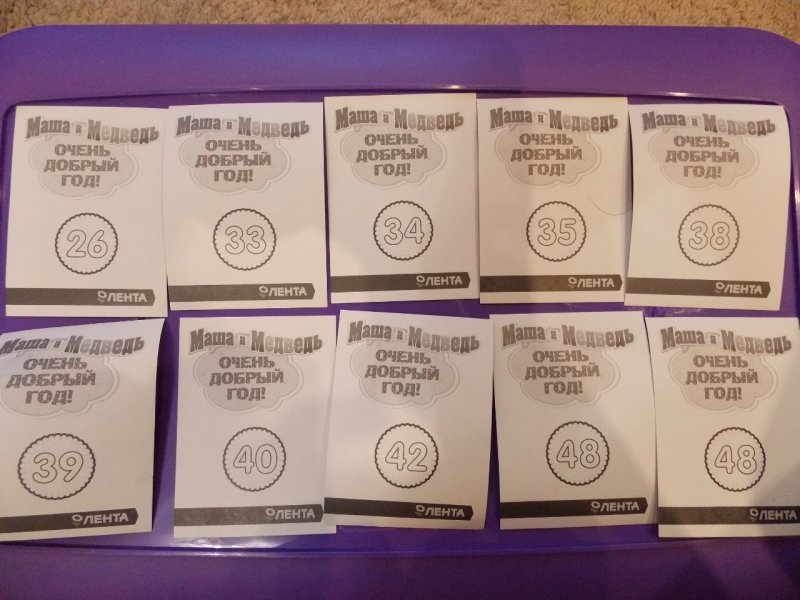 Маша и Медведь
ОЧЕНЬ
ДОБРЫЙ
ГОД!
26
ЛЕНТА
Маша и Медведь
ОЧЕНЬ
ДОБРЫЙ
ГОД!
33
ЛЕНТА
Маша и Медведь
ОЧЕНЬ
ДОБРЫЙ
ГОД!
34
ЛЕНТА
Маша и Медведь
ОЧЕНЬ
ДОБРЫЙ
ГОД!
35
ЛЕНТА
Маша и Медведь
ОЧЕНЬ
ДОБРЫЙ
ГОД!
38
ЛЕНТА
Маша и Медведь
ОЧЕНЬ
ДОБРЫЙ
ГОД!
39
ЛЕНТА
Маша и Медведь
ОЧЕНЬ
ДОБРЫЙ
ГОД!
40
ЛЕНТА
Маша и Медведь
ОЧЕНЬ
ДОБРЫЙ
ГОД!
42
ЛЕНТА
Маша и Медведь
ОЧЕНЬ
ДОБРЫЙ
ГОД!
48
ЛЕНТА
Маша и Медведь
ОЧЕНЬ
ДОБРЫЙ
ГОД!
48
ЛЕНТА